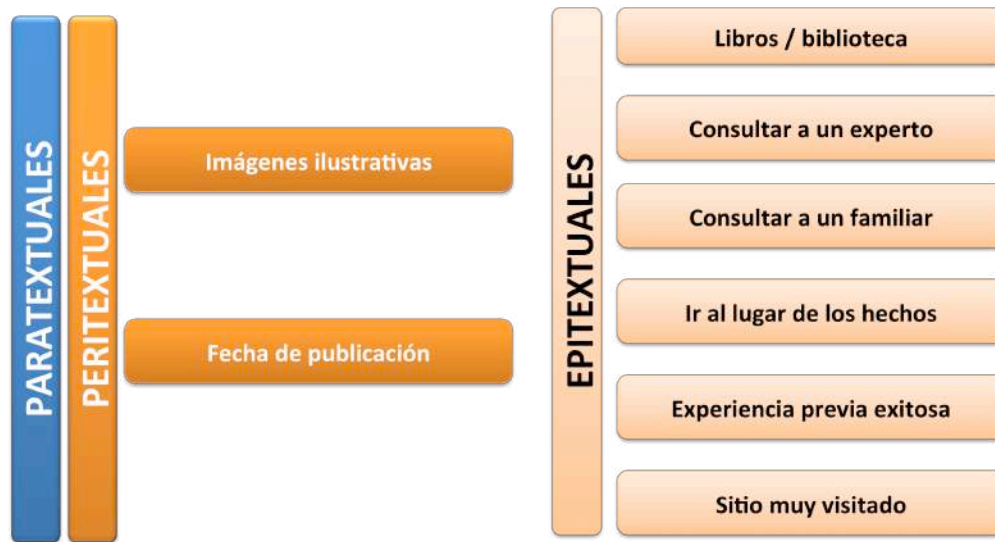 PARATEXTUALES
PERITEXTUALES
Imágenes ilustrativas
Fecha de publicación
EPITEXTUALES
Libros / biblioteca
Consultar a un experto
Consultar a un familiar
Ir al lugar de los hechos
Experiencia previa exitosa
Sitio muy visitado